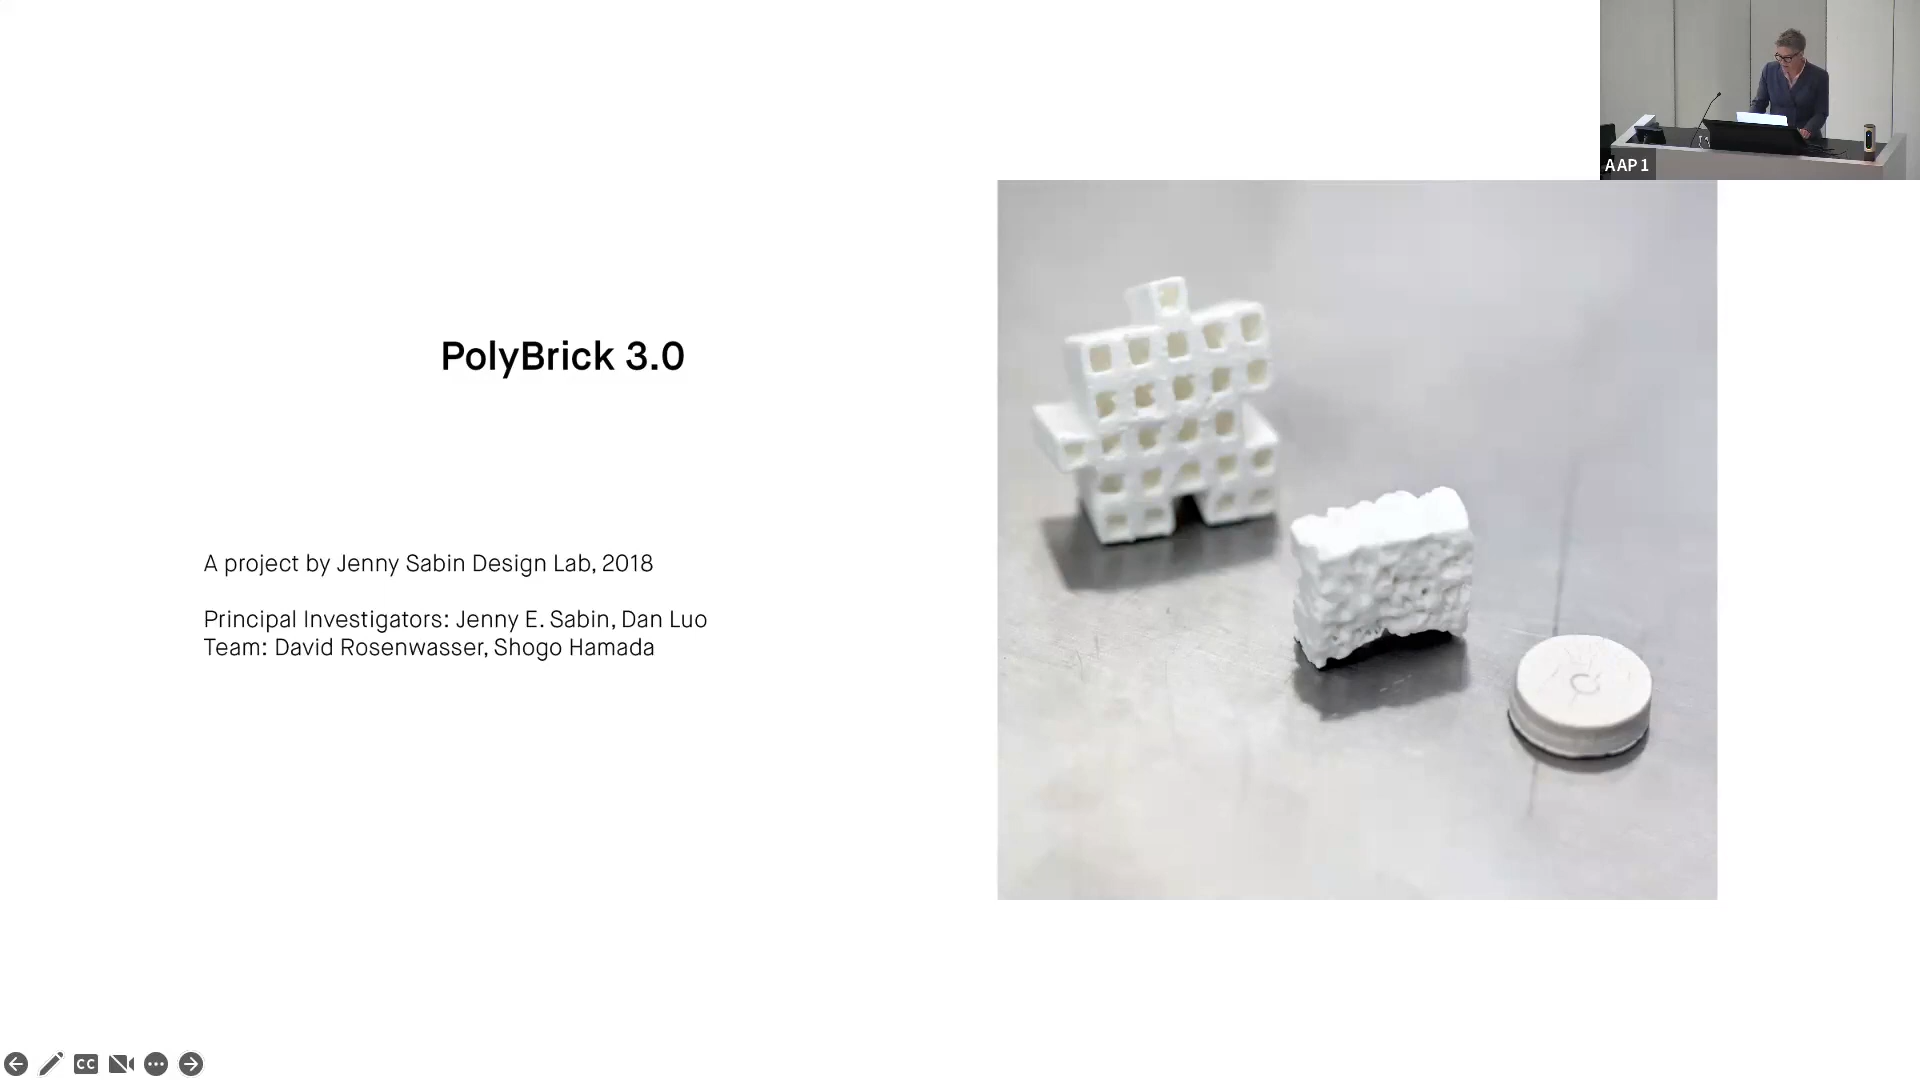 AAP 1
PolyBrick 3.0
A project by Jenny Sabin Design Lab, 2018
Principal Investigators: Jenny E. Sabin, Dan Luo
Team: David Rosenwasser, Shogo Hamada
CC